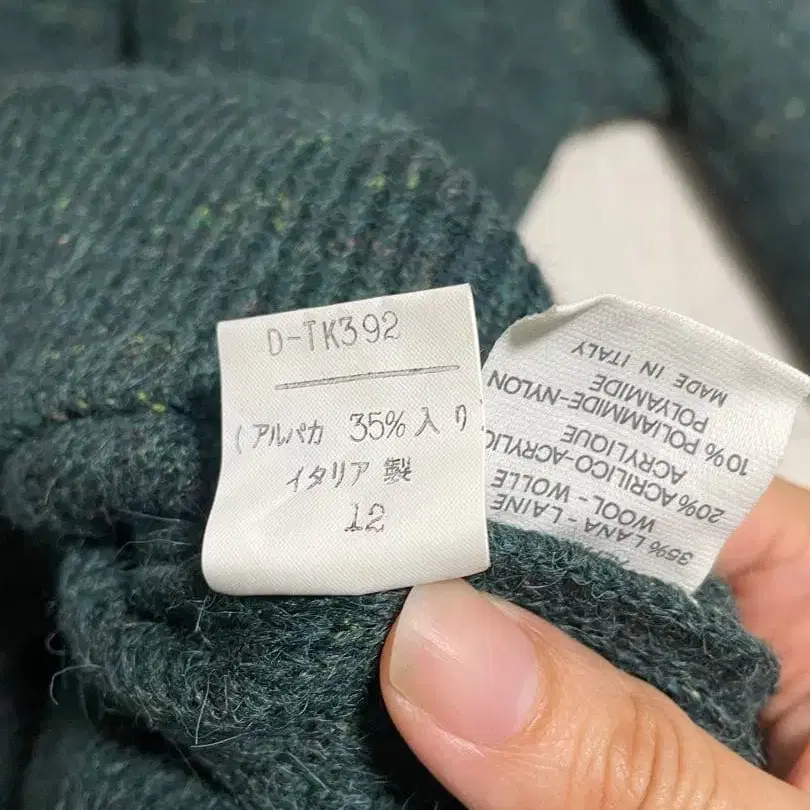 D-TK392
(アルパカ 35%入り)
イタリア製
12
35% LANA - LAINE
WOOL - WOLLE
20% ACRILICO-ACRYLIC
ACRYLIQUE
10% POLIAMMIDE-NYLON
POLYAMIDE
MADE IN ITALY